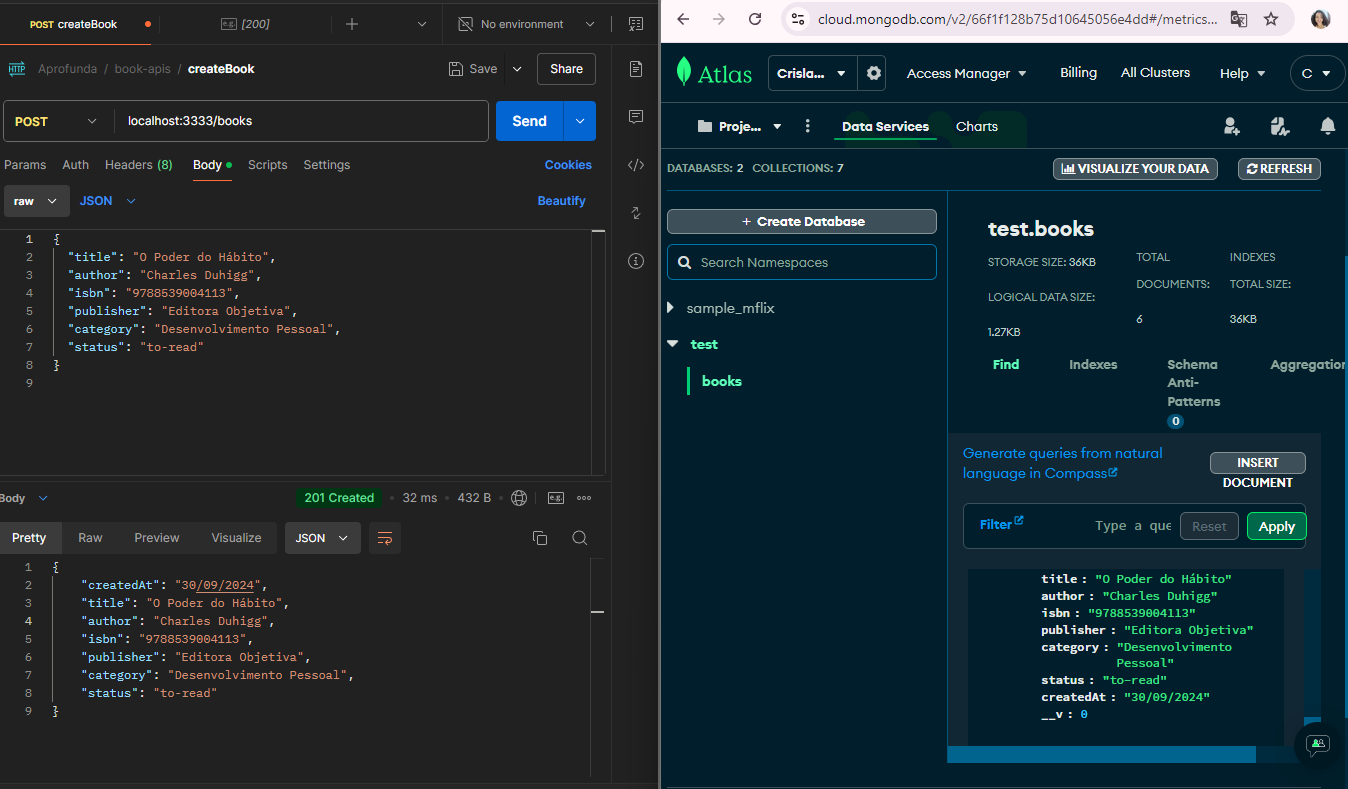 POST createBook
e.g. [200]
No environment
HTTP Aprofunda / book-apis / createBook
Save
Share
POST
localhost:3333/books
Send
Params Auth Headers (8) Body Scripts Settings Cookies
raw JSON Beautify
1 {
2 "title": "O Poder do Hábito",
3 "author": "Charles Duhigg",
4 "isbn": "9788539004113",
5 "publisher": "Editora Objetiva",
6 "category": "Desenvolvimento Pessoal",
7 "status": "to-read"
8 }
9
Body 201 Created 32 ms 432 B e.g.
Pretty Raw Preview Visualize JSON
1 {
2 "createdAt": "30/09/2024",
3 "title": "O Poder do Hábito",
4 "author": "Charles Duhigg",
5 "isbn": "9788539004113",
6 "publisher": "Editora Objetiva",
7 "category": "Desenvolvimento Pessoal",
8 "status": "to-read"
9 }
cloud.mongodb.com/v2/66f1f128b75d10645056e4dd#/metrics...
Atlas Crisla... Access Manager Billing All Clusters Help C
Proje... Data Services Charts
DATABASES: 2 COLLECTIONS: 7 VISUALIZE YOUR DATA REFRESH
+ Create Database
Search Namespaces
sample_mflix
test
books
test.books
STORAGE SIZE: 36KB
LOGICAL DATA SIZE:
1.27KB
TOTAL
DOCUMENTS:
6
INDEXES
TOTAL SIZE:
36KB
Find
Indexes
Schema
Anti-
Patterns
0
Aggregation
Generate queries from natural
language in Compass
INSERT
DOCUMENT
Filter Type a que Reset Apply
title : "O Poder do Hábito"
author : "Charles Duhigg"
isbn : "9788539004113"
publisher : "Editora Objetiva"
category : "Desenvolvimento
Pessoal"
status : "to-read"
createdAt : "30/09/2024"
__v : 0